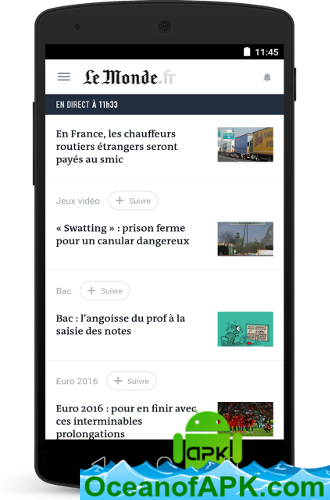 11:45
Le Monde.fr
EN DIRECT À 11h33
En France, les chauffeurs
routiers étrangers seront
payés au smic
Jeux vidéo + Suivre
« Swatting » : prison ferme
pour un canular dangereux
Bac + Suivre
Bac : l’angoisse du prof à la
saisie des notes
Euro 2016 + Suivre
Euro 2016 : pour en finir avec
ces interminables
prolongations
apk!
OceanofAPK.com